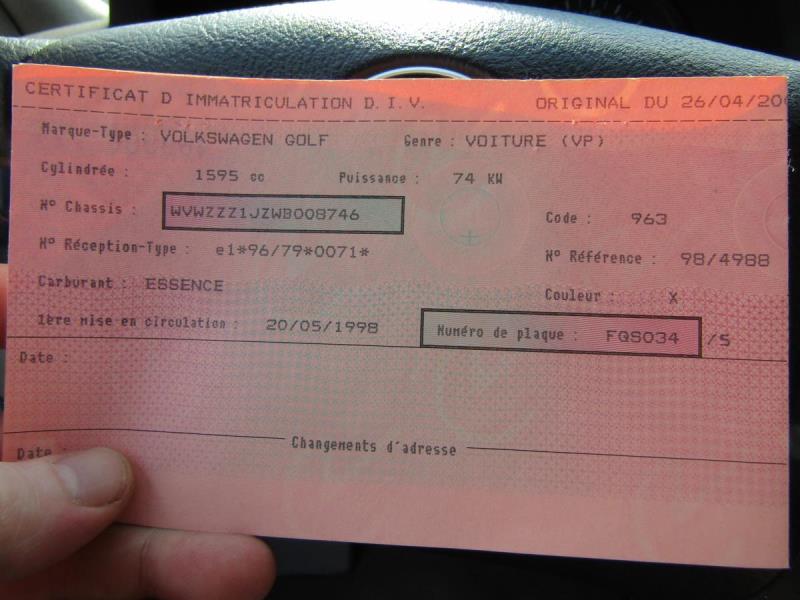 CERTIFICAT D IMMATRICULATION D.I.V. ORIGINAL DU 26/04/200
Marque-Type : VOLKSWAGEN GOLF Genre : VOITURE (VP)
Cylindrée : 1595 cc Puissance : 74 KW
N° Chassis : WVWZZZ1JZWB008746 Code : 963
N° Réception-Type : e1*96/79*0071* N° Référence : 98/4988
Carburant : ESSENCE Couleur : X
1ère mise en circulation : 20/05/1998 Numéro de plaque : FQS034 /5
Date :
Changements d'adresse
Date :